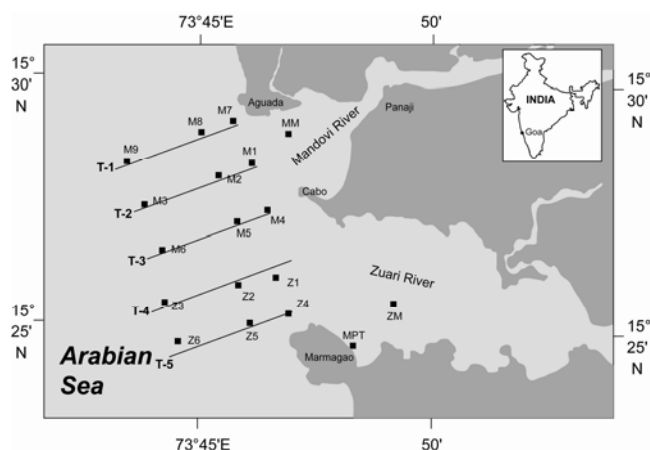 73°45'E
50'
15°
30'
N
15°
30'
N
INDIA
Goa
Aguada
Panaji
M7
M8
MM
Mandovi River
M9
T-1
M1
M2
Cabo
M3
T-2
M4
M5
T-3
M6
Zuari River
Z1
Z2
Z3
T-4
Z4
ZM
Z5
Z6
MPT
T-5
Marmagao
Arabian
Sea
15°
25'
N
15°
25'
N
73°45'E
50'